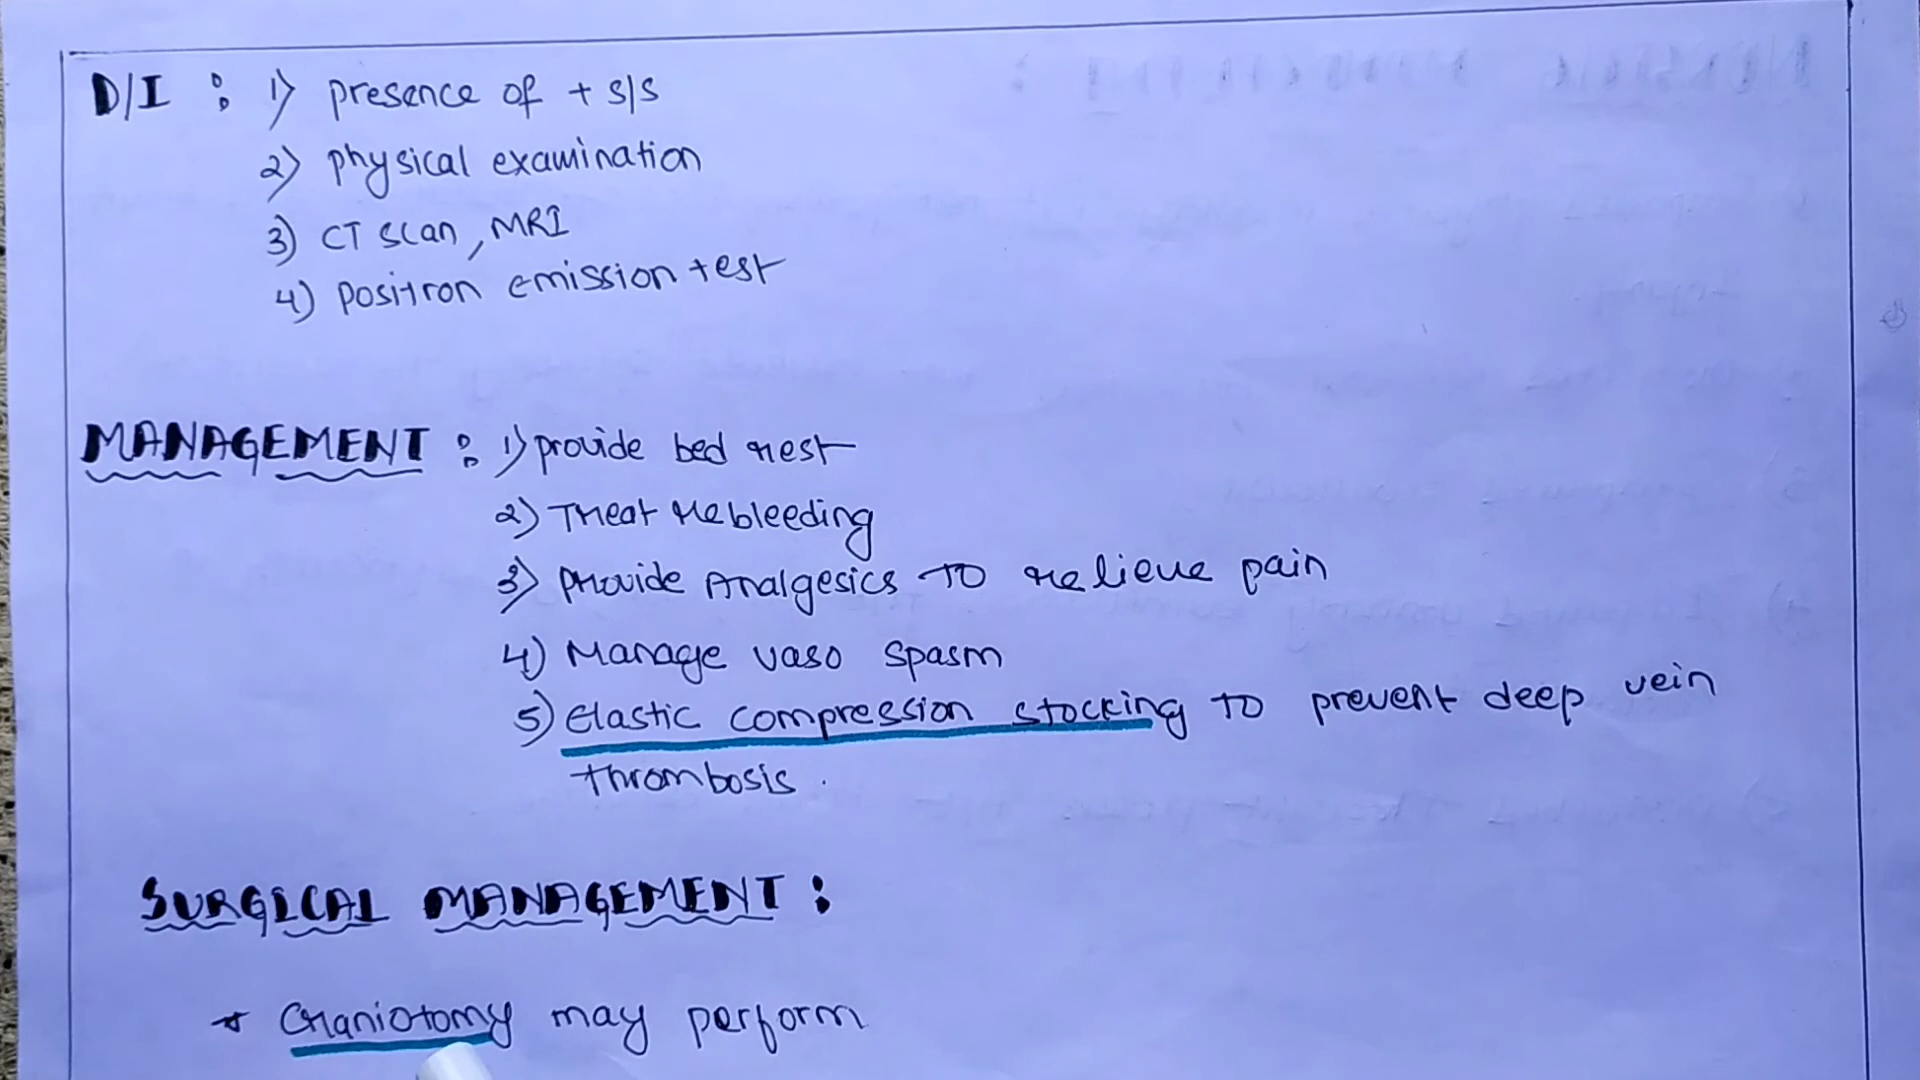 D/I : 1) presence of + s/s
2) physical examination
3) CT scan, MRI
4) Positron emission test
MANAGEMENT : 1) provide bed rest
2) Treat rebleeding
3) Provide Analgesics TO relieve pain
4) Manage vaso spasm
5) Elastic compression stocking TO prevent deep vein
thrombosis .
SURGICAL MANAGEMENT :
* Craniotomy may perform